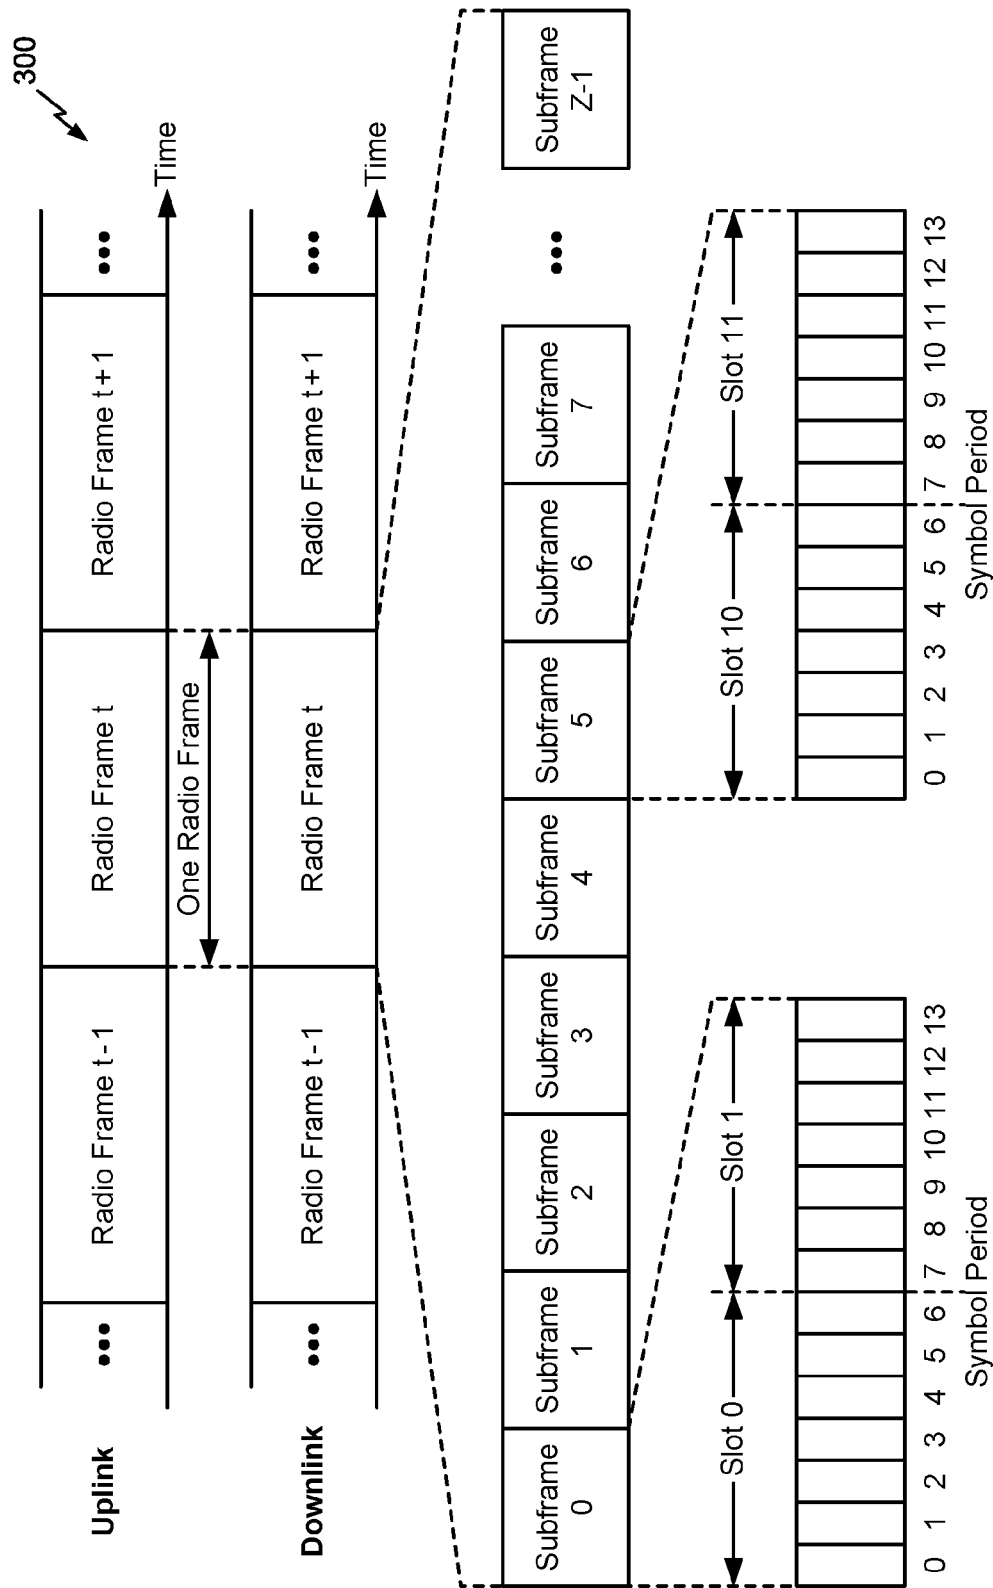 300
Uplink
•••
Radio Frame t - 1
Radio Frame t
Radio Frame t + 1
•••
Time
One Radio Frame
Downlink
•••
Radio Frame t - 1
Radio Frame t
Radio Frame t + 1
•••
Time
Subframe
0
Subframe
1
Subframe
2
Subframe
3
Subframe
4
Subframe
5
Subframe
6
Subframe
7
•••
Subframe
Z-1
Slot 0
Slot 1
0 1 2 3 4 5 6 7 8 9 10 11 12 13
Symbol Period
Slot 10
Slot 11
0 1 2 3 4 5 6 7 8 9 10 11 12 13
Symbol Period